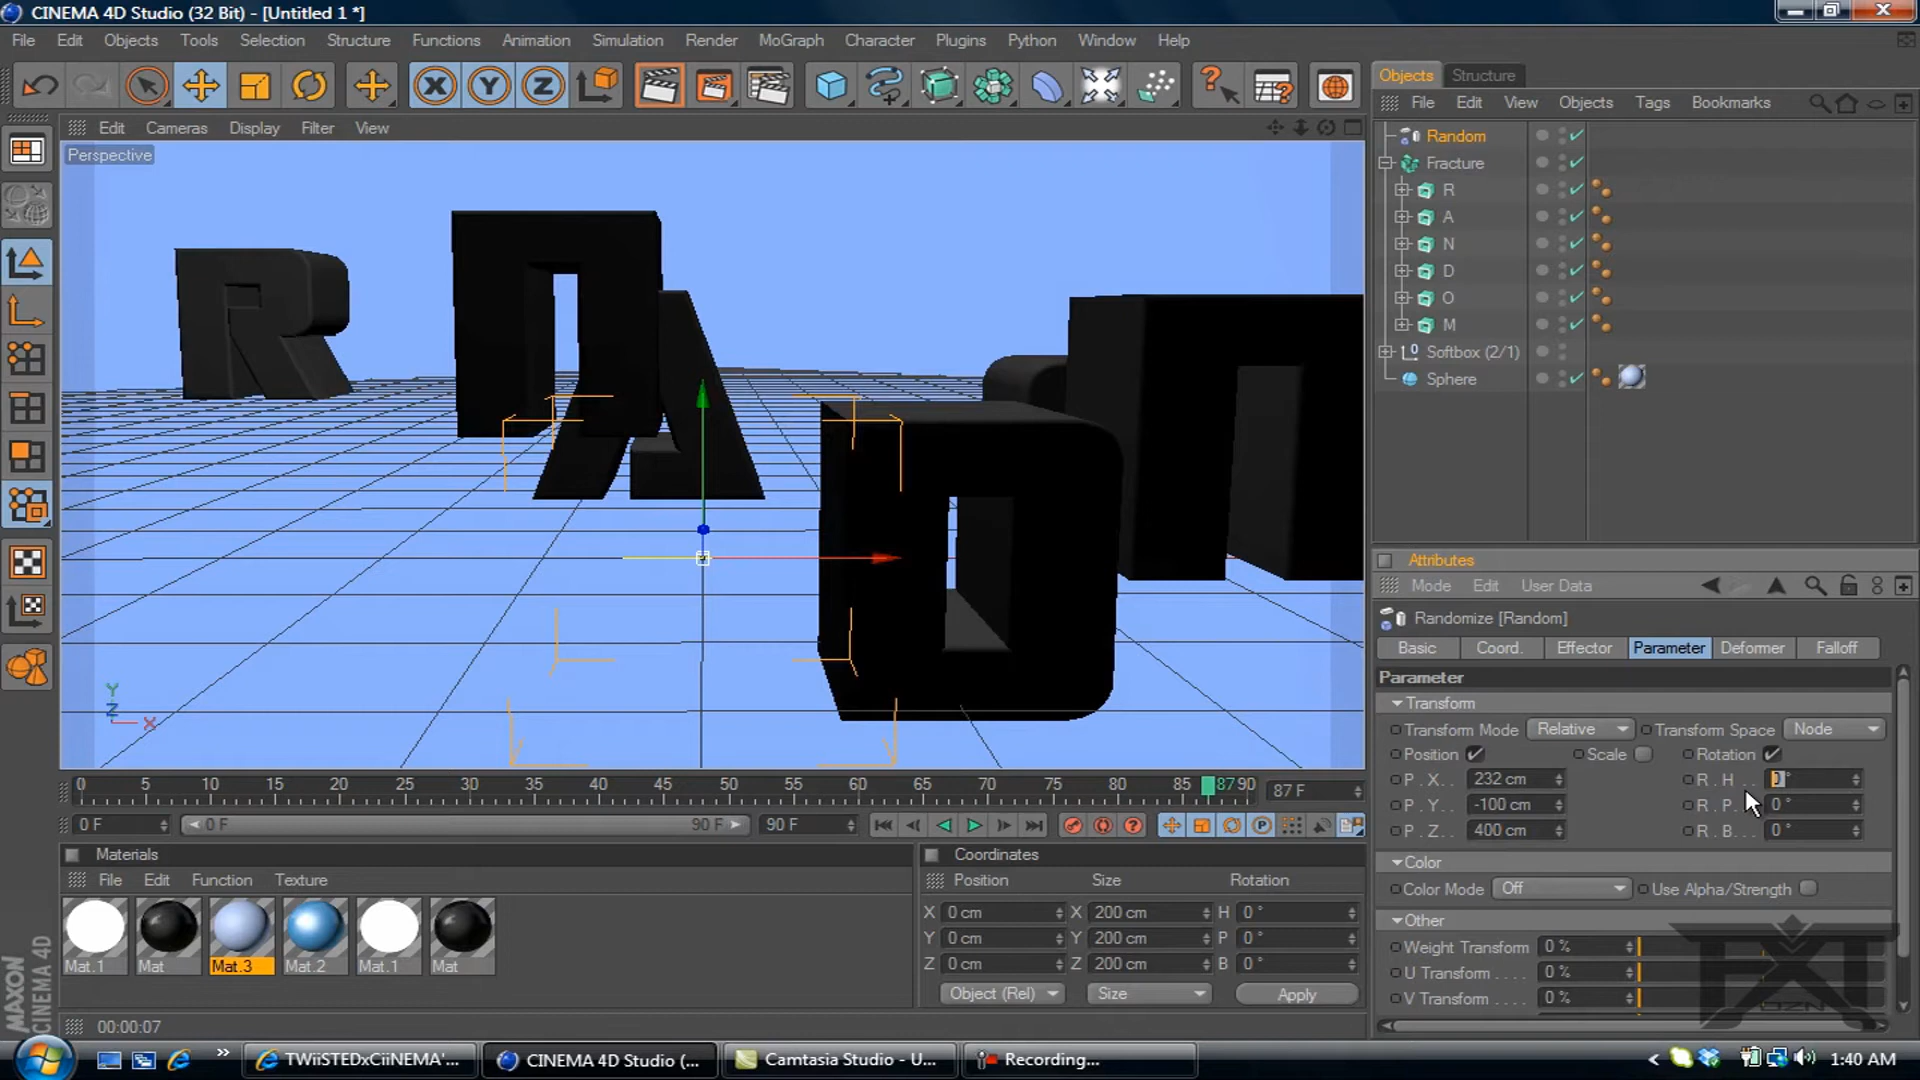 CINEMA 4D Studio (32 Bit) - [Untitled 1 *]
File Edit Objects Tools Selection Structure Functions Animation Simulation Render MoGraph Character Plugins Python Window Help
X Y Z
Objects Structure
File Edit View Objects Tags Bookmarks
Edit Cameras Display Filter View
Perspective
Random
Fracture
R
A
N
D
O
M
Softbox (2/1)
Sphere
Y
Z
X
Attributes
Mode Edit User Data
Randomize [Random]
Basic Coord. Effector Parameter Deformer Falloff
Parameter
Transform
Transform Mode Relative Transform Space Node
Position Scale Rotation
P . X . . 232 cm R . H . . 0 °
P . Y . . -100 cm R . P . . 0 °
P . Z . . 400 cm R . B . . . 0 °
Color
Color Mode Off Use Alpha/Strength
Other
Weight Transform 0 %
U Transform . . . . 0 %
V Transform . . . . 0 %
0 5 10 15 20 25 30 35 40 45 50 55 60 65 70 75 80 85 87 90 87 F
0 F 0 F 90 F 90 F
Materials
File Edit Function Texture
Mat.1 Mat Mat.3 Mat.2 Mat.1 Mat
Coordinates
Position Size Rotation
X 0 cm X 200 cm H 0 °
Y 0 cm Y 200 cm P 0 °
Z 0 cm Z 200 cm B 0 °
Object (Rel) Size Apply
MAXON
CINEMA 4D
00:00:07
FXT
DZN
TWiiSTEDxCiiNEMA'... CINEMA 4D Studio (... Camtasia Studio - U... Recording... 1:40 AM